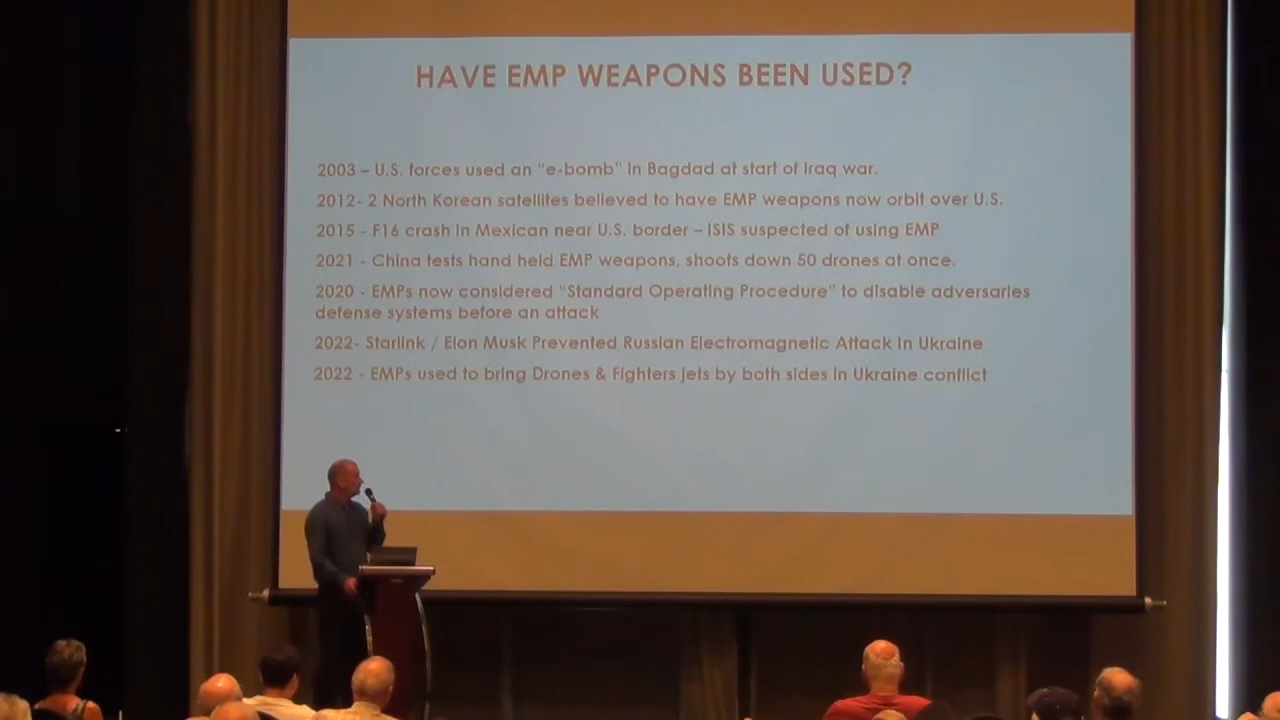 HAVE EMP WEAPONS BEEN USED?
2003 – U.S. forces used an "e-bomb" in Bagdad at start of Iraq war.
2012- 2 North Korean satellites believed to have EMP weapons now orbit over U.S.
2015 - F16 crash in Mexican near U.S. border – ISIS suspected of using EMP
2021 - China tests hand held EMP weapons, shoots down 50 drones at once.
2020 - EMPs now considered "Standard Operating Procedure" to disable adversaries
defense systems before an attack
2022- Starlink / Elon Musk Prevented Russian Electromagnetic Attack in Ukraine
2022 - EMPs used to bring Drones & Fighters jets by both sides in Ukraine conflict